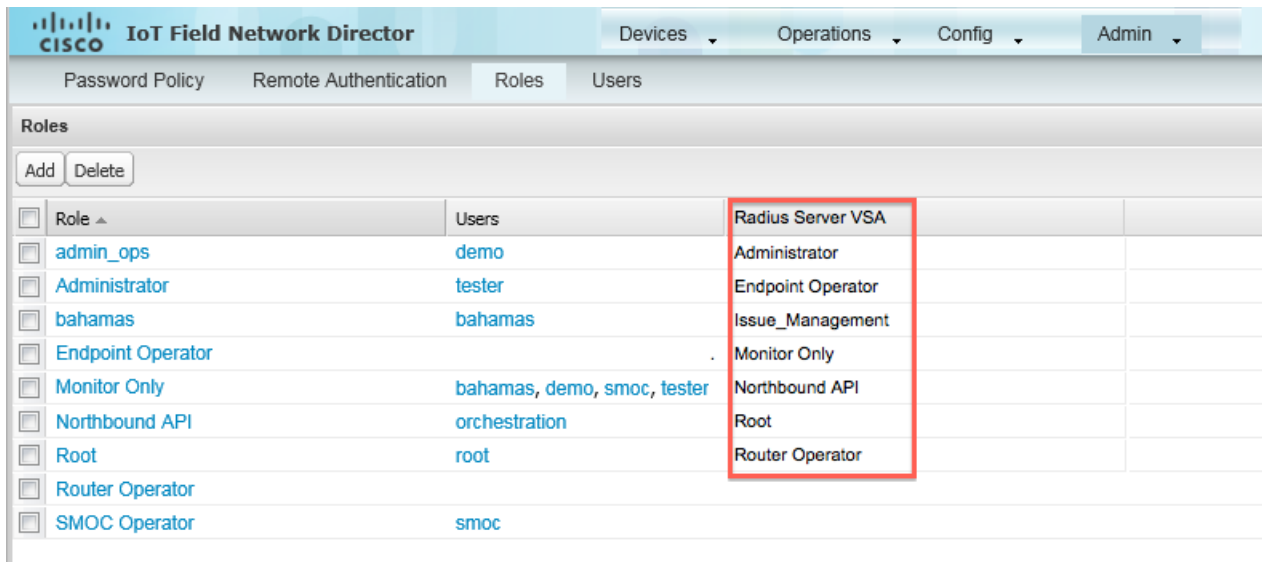 CISCO IoT Field Network Director Devices Operations Config Admin
Password Policy Remote Authentication Roles Users
Roles
Add Delete
Role Users Radius Server VSA
admin_ops demo Administrator
Administrator tester Endpoint Operator
bahamas bahamas Issue_Management
Endpoint Operator . Monitor Only
Monitor Only bahamas, demo, smoc, tester Northbound API
Northbound API orchestration Root
Root root Router Operator
Router Operator
SMOC Operator smoc